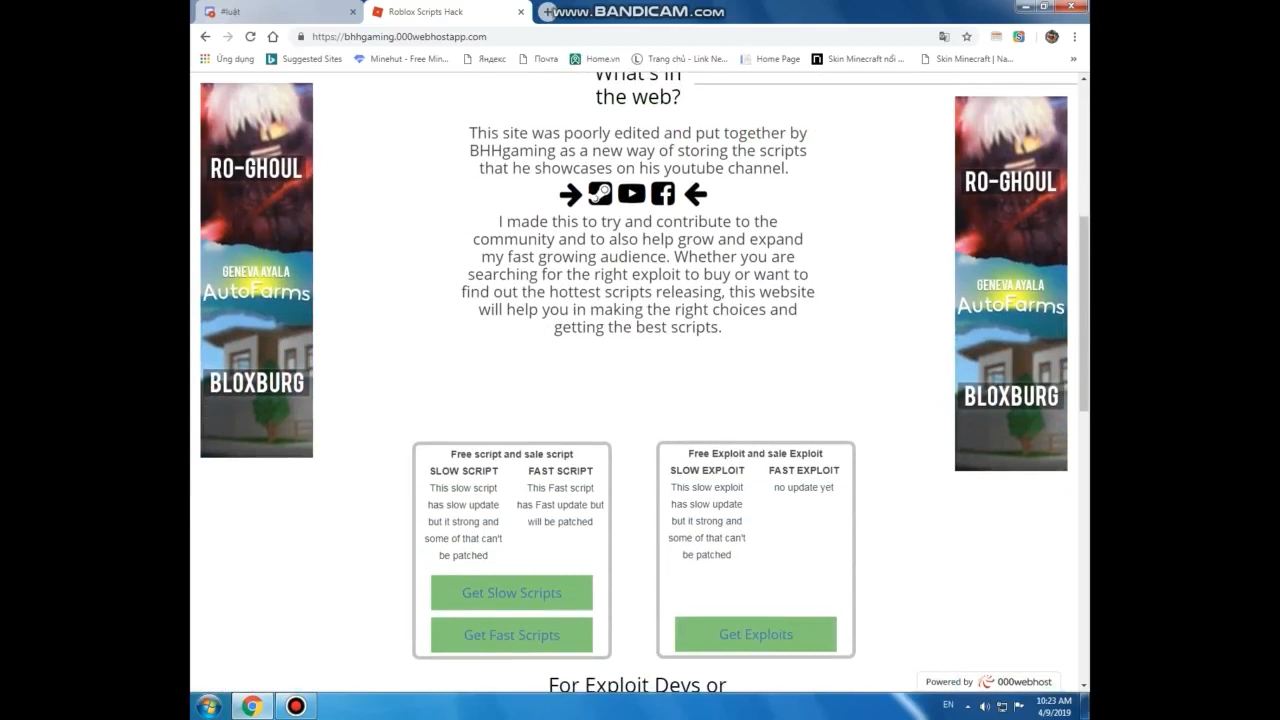 #luật
Roblox Scripts Hack
www.BANDICAM.com
https://bhhgaming.000webhostapp.com
Ứng dụng
Suggested Sites
Minehut - Free Min...
Яндекс
Почта
Home.vn
Trang chủ - Link Ne...
Home Page
Skin Minecraft nổi ...
Skin Minecraft | Na...
»
What's in
the web?
This site was poorly edited and put together by
BHHgaming as a new way of storing the scripts
that he showcases on his youtube channel.
I made this to try and contribute to the
community and to also help grow and expand
my fast growing audience. Whether you are
searching for the right exploit to buy or want to
find out the hottest scripts releasing, this website
will help you in making the right choices and
getting the best scripts.
RO-GHOUL
GENEVA AYALA
AutoFarms
BLOXBURG
RO-GHOUL
GENEVA AYALA
AutoFarms
BLOXBURG
Free script and sale script
SLOW SCRIPT
This slow script
has slow update
but it strong and
some of that can't
be patched
FAST SCRIPT
This Fast script
has Fast update but
will be patched
Get Slow Scripts
Get Fast Scripts
Free Exploit and sale Exploit
SLOW EXPLOIT
This slow exploit
has slow update
but it strong and
some of that can't
be patched
FAST EXPLOIT
no update yet
Get Exploits
For Exploit Devs or
Powered by 000webhost
EN
10:23 AM
4/9/2019